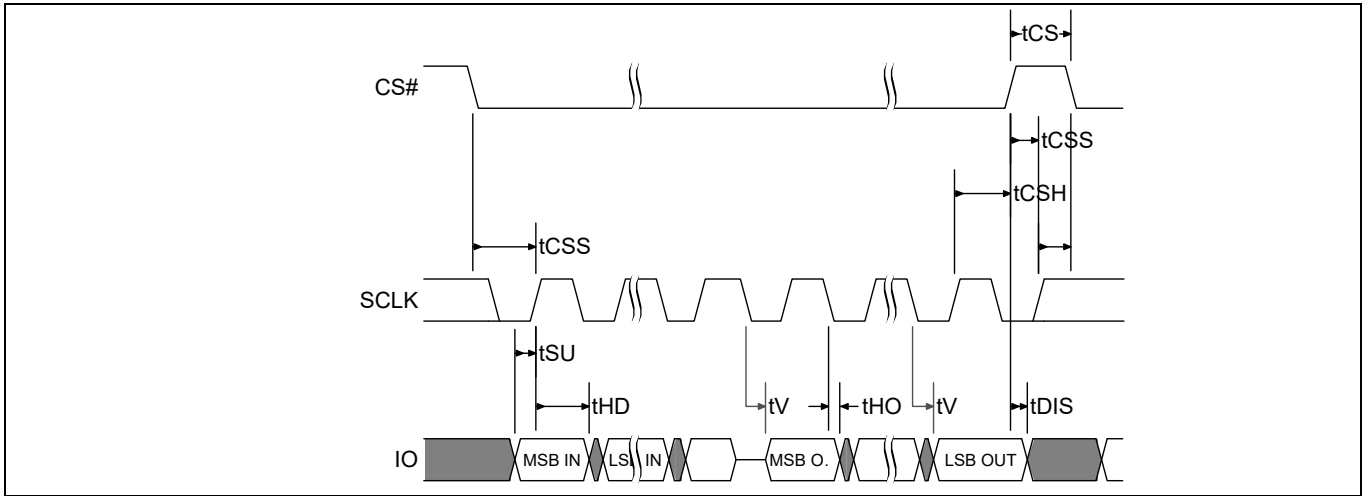 tCS
CS#
tCSS
tCSH
tCSS
SCLK
tSU
tHD
tV
tHO
tV
tDIS
IO
MSB IN
LSB IN
MSB O.
LSB OUT